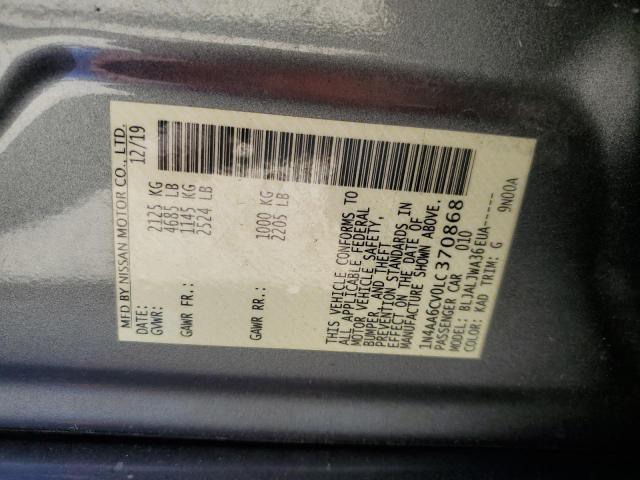 MFD BY NISSAN MOTOR CO., LTD.
DATE: 12/19
GVWR: 2125 KG
4685 LB
GAWR FR: 1145 KG
2524 LB
GAWR RR: 1000 KG
2205 LB
THIS VEHICLE CONFORMS TO
ALL APPLICABLE FEDERAL
MOTOR VEHICLE SAFETY,
BUMPER, AND THEFT
PREVENTION STANDARDS IN
EFFECT ON THE DATE OF
MANUFACTURE SHOWN ABOVE.
1N4AA6CV0LC370868
PASSENGER CAR 010
MODEL: BLJALJWA36EUA-----
COLOR: KAD TRIM: G 9N00A